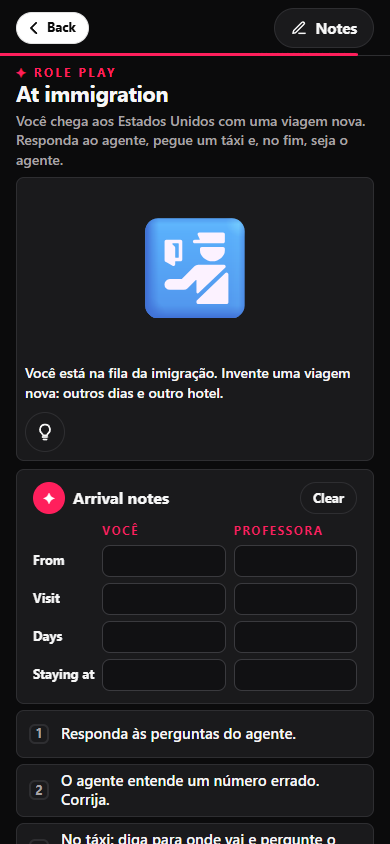 Back
Notes
ROLE PLAY
At immigration
Você chega aos Estados Unidos com uma viagem nova.
Responda ao agente, pegue um táxi e, no fim, seja o
agente.
Você está na fila da imigração. Invente uma viagem
nova: outros dias e outro hotel.
Arrival notes
Clear
VOCÊ PROFESSORA
From
Visit
Days
Staying at
1 Responda às perguntas do agente.
2 O agente entende um número errado.
Corrija.
No táxi: diga para onde vai e pergunte o